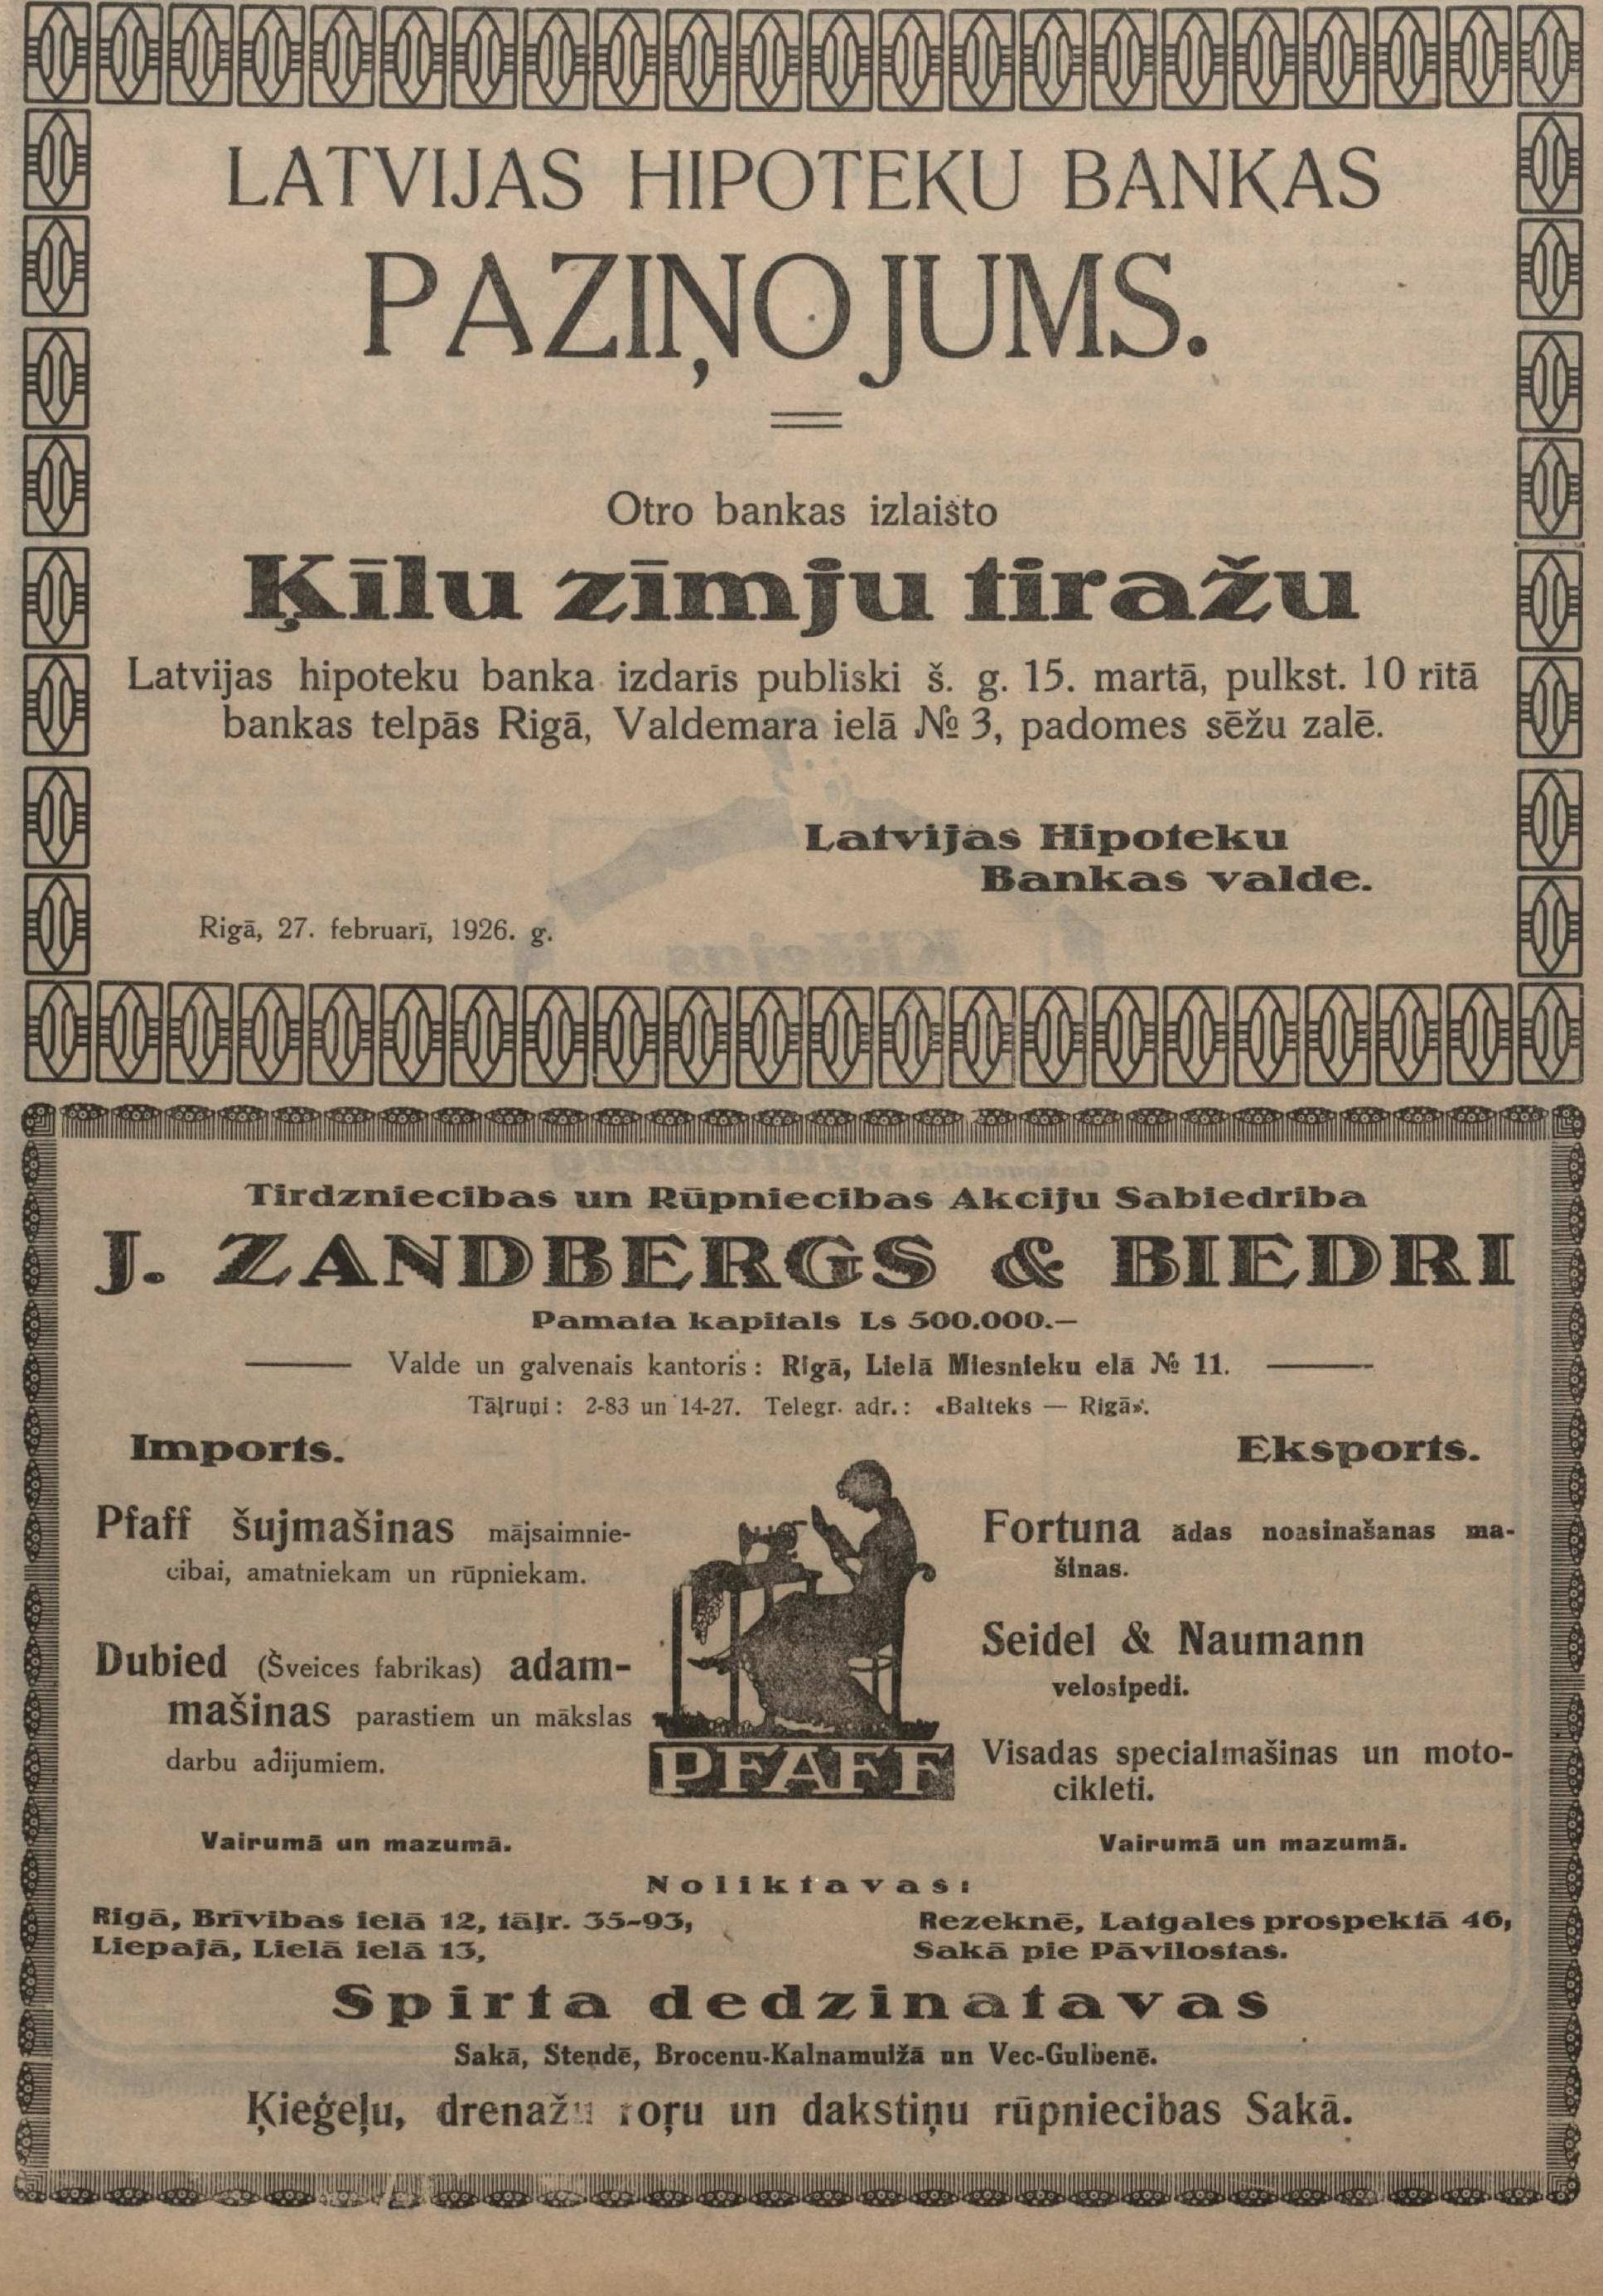 LATVIJAS HIPOTEKU BANKAS
PAZIŅOJUMS.
Otro bankas izlaisto
Ķīlu zīmju tiražu
Latvijas hipoteku banka izdaris publiski š. g. 15. martā, pulkst. 10 ritā
bankas telpās Rigā, Valdemara ielā № 3, padomes sēžu zalē.
Latvijas Hipoteku
Bankas valde.
Rigā, 27. februarī, 1926. g.
Tirdzniecibas un Rūpniecibas Akciju Sabiedriba
J. ZANDBERGS & BIEDRI
Pamata kapitals Ls 500.000.—
Valde un galvenais kantoris: Rigā, Lielā Miesnieku elā № 11.
Tāļruņi: 2-83 un 14-27. Telegr. adr.: «Balteks — Rigā».
Imports.
Pfaff šujmašinas mājsaimnie-
cibai, amatniekam un rūpniekam.
Dubied (Šveices fabrikas) adam-
mašinas parastiem un mākslas
darbu adijumiem.
Vairumā un mazumā.
PFAFF
Eksports.
Fortuna ādas noasinašanas ma-
šinas.
Seidel & Naumann
velosipedi.
Visadas specialmašinas un moto-
cikleti.
Vairumā un mazumā.
Noliktavas:
Rigā, Brīvibas ielā 12, tāļr. 35-93,
Liepajā, Lielā ielā 13,
Rezeknē, Latgales prospektā 46,
Sakā pie Pāvilostas.
Spirta dedzinatavas
Sakā, Stendē, Brocenu-Kalnamuižā un Vec-Gulbenē.
Ķieģeļu, drenažu roŗu un dakstiņu rūpniecibas Sakā.